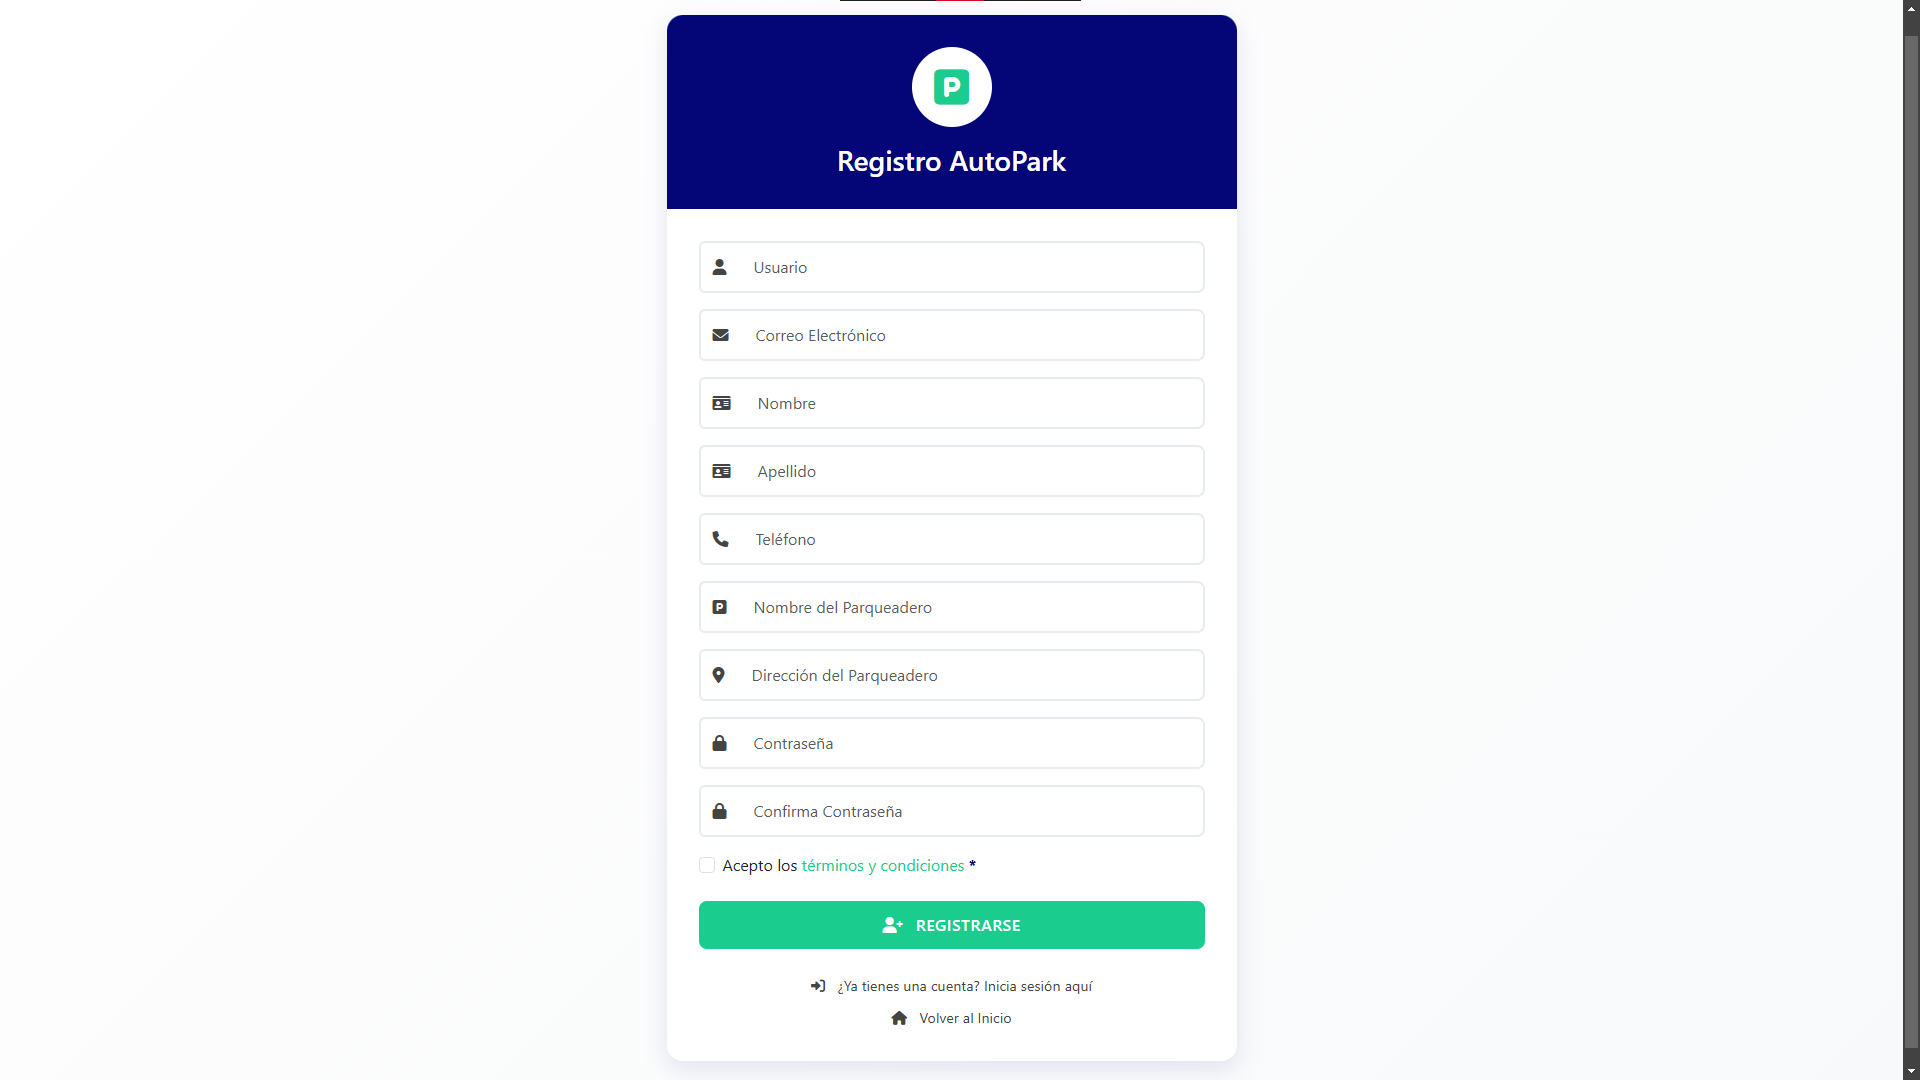 P
Registro AutoPark
Usuario
Correo Electrónico
Nombre
Apellido
Teléfono
P Nombre del Parqueadero
Dirección del Parqueadero
Contraseña
Confirma Contraseña
Acepto los términos y condiciones *
REGISTRARSE
¿Ya tienes una cuenta? Inicia sesión aquí
Volver al Inicio